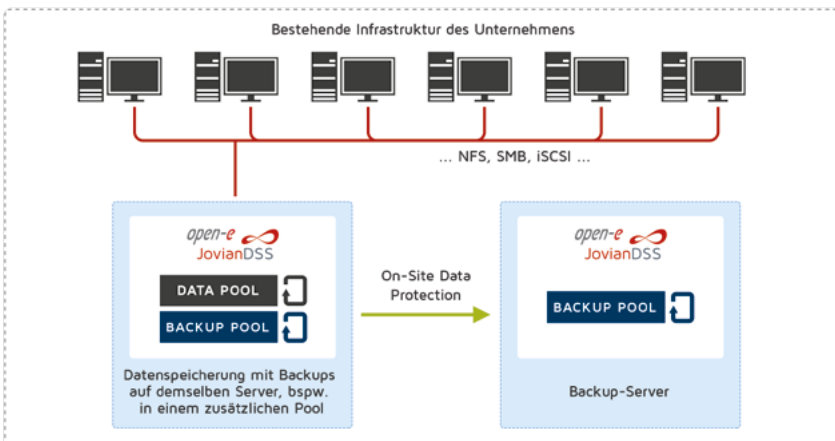 Bestehende Infrastruktur des Unternehmens
... NFS, SMB, iSCSI ...
open-e
JovianDSS
DATA POOL
BACKUP POOL
Datenspeicherung mit Backups
auf demselben Server, bspw.
in einem zusätzlichen Pool
On-Site Data
Protection
open-e
JovianDSS
BACKUP POOL
Backup-Server